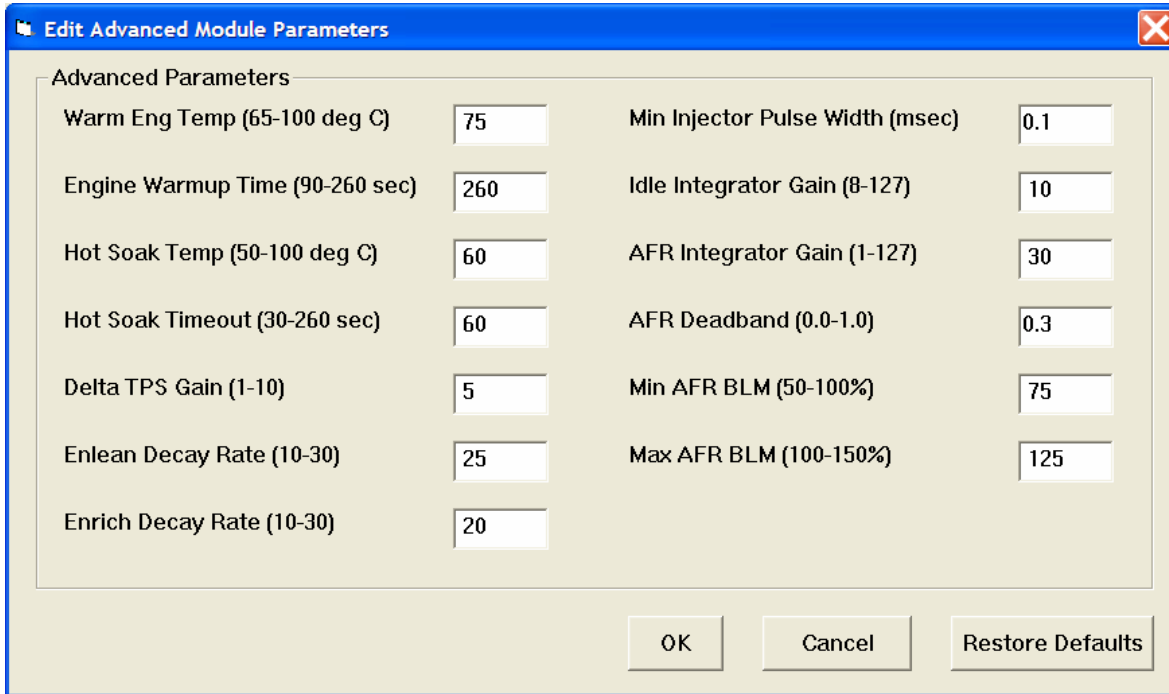 Edit Advanced Module Parameters
Advanced Parameters
Warm Eng Temp (65-100 deg C) 75
Engine Warmup Time (90-260 sec) 260
Hot Soak Temp (50-100 deg C) 60
Hot Soak Timeout (30-260 sec) 60
Delta TPS Gain (1-10) 5
Enlean Decay Rate (10-30) 25
Enrich Decay Rate (10-30) 20
Min Injector Pulse Width (msec) 0.1
Idle Integrator Gain (8-127) 10
AFR Integrator Gain (1-127) 30
AFR Deadband (0.0-1.0) 0.3
Min AFR BLM (50-100%) 75
Max AFR BLM (100-150%) 125
OK Cancel Restore Defaults